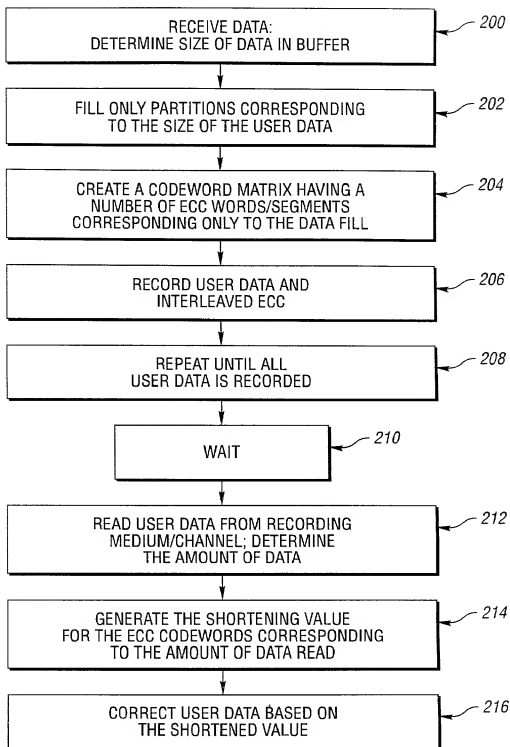 RECEIVE DATA:
DETERMINE SIZE OF DATA IN BUFFER
200
FILL ONLY PARTITIONS CORRESPONDING
TO THE SIZE OF THE USER DATA
202
CREATE A CODEWORD MATRIX HAVING A
NUMBER OF ECC WORDS/SEGMENTS
CORRESPONDING ONLY TO THE DATA FILL
204
RECORD USER DATA AND
INTERLEAVED ECC
206
REPEAT UNTIL ALL
USER DATA IS RECORDED
208
WAIT
210
READ USER DATA FROM RECORDING
MEDIUM/CHANNEL; DETERMINE
THE AMOUNT OF DATA
212
GENERATE THE SHORTENING VALUE
FOR THE ECC CODEWORDS CORRESPONDING
TO THE AMOUNT OF DATA READ
214
CORRECT USER DATA BASED ON
THE SHORTENED VALUE
216